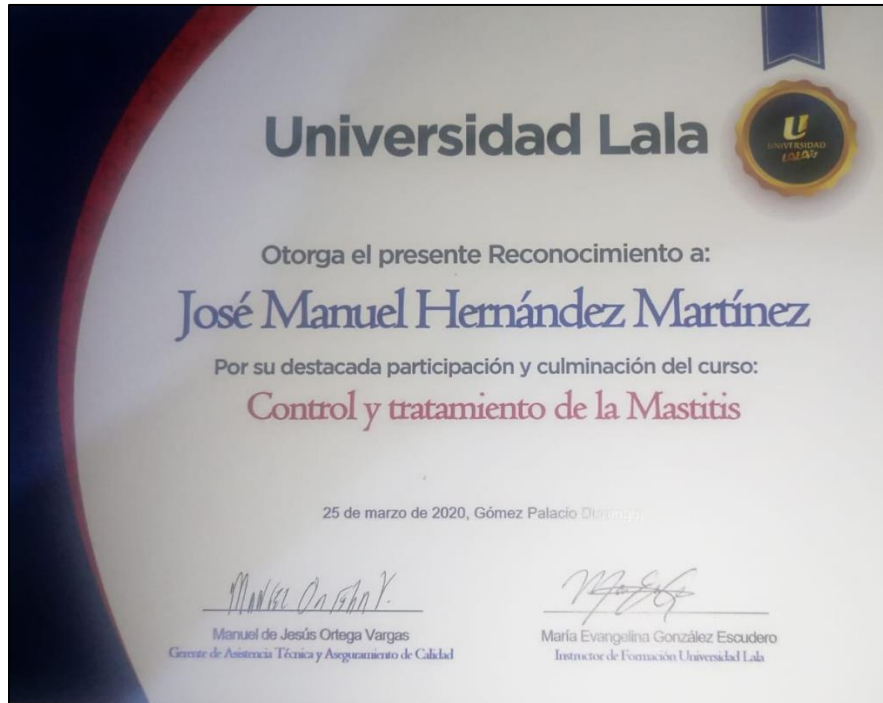 Universidad Lala
U
UNIVERSIDAD
Otorga el presente Reconocimiento a:
José Manuel Hernández Martínez
Por su destacada participación y culminación del curso:
Control y tratamiento de la Mastitis
25 de marzo de 2020, Gómez Palacio
Manuel de Jesús Ortega Vargas
Gerente de Asistencia Técnica y Aseguramiento de Calidad
María Evangelina González Escudero
Instructor de Formación Universidad Lala